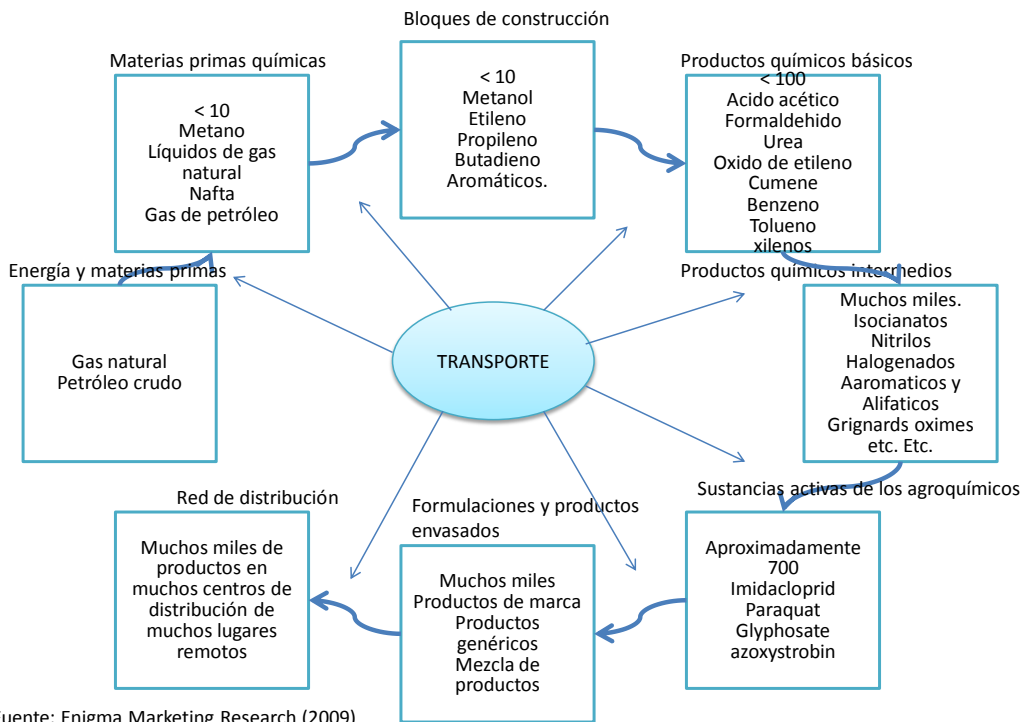 Bloques de construcción
< 10
Metanol
Etileno
Propileno
Butadieno
Aromáticos.
Materias primas químicas
< 10
Metano
Líquidos de gas
natural
Nafta
Gas de petróleo
Productos químicos básicos
< 100
Acido acético
Formaldehido
Urea
Oxido de etileno
Cumene
Benzeno
Tolueno
xilenos
Energía y materias primas
Gas natural
Petróleo crudo
TRANSPORTE
Productos químicos intermedios
Muchos miles.
Isocianatos
Nitrilos
Halogenados
Aaromaticos y
Alifaticos
Grignards oximes
etc. Etc.
Red de distribución
Muchos miles de
productos en
muchos centros de
distribución de
muchos lugares
remotos
Formulaciones y productos
envasados
Muchos miles
Productos de marca
Productos
genéricos
Mezcla de
productos
Sustancias activas de los agroquímicos
Aproximadamente
700
Imidacloprid
Paraquat
Glyphosate
azoxystrobin
Fuente: Enigma Marketing Research (2009)